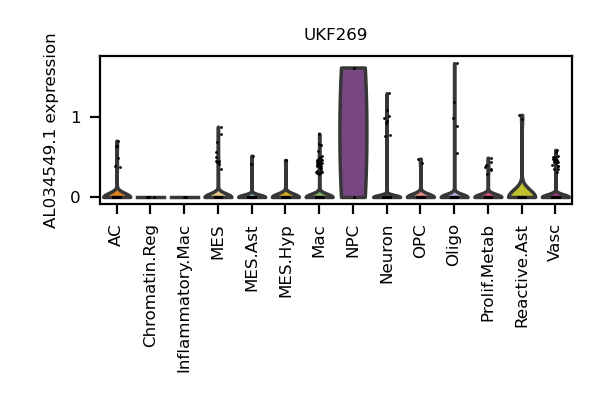 UKF269
AL034549.1 expression
1
0
AC
Chromatin.Reg
Inflammatory.Mac
MES
MES.Ast
MES.Hyp
Mac
NPC
Neuron
OPC
Oligo
Prolif.Metab
Reactive.Ast
Vasc